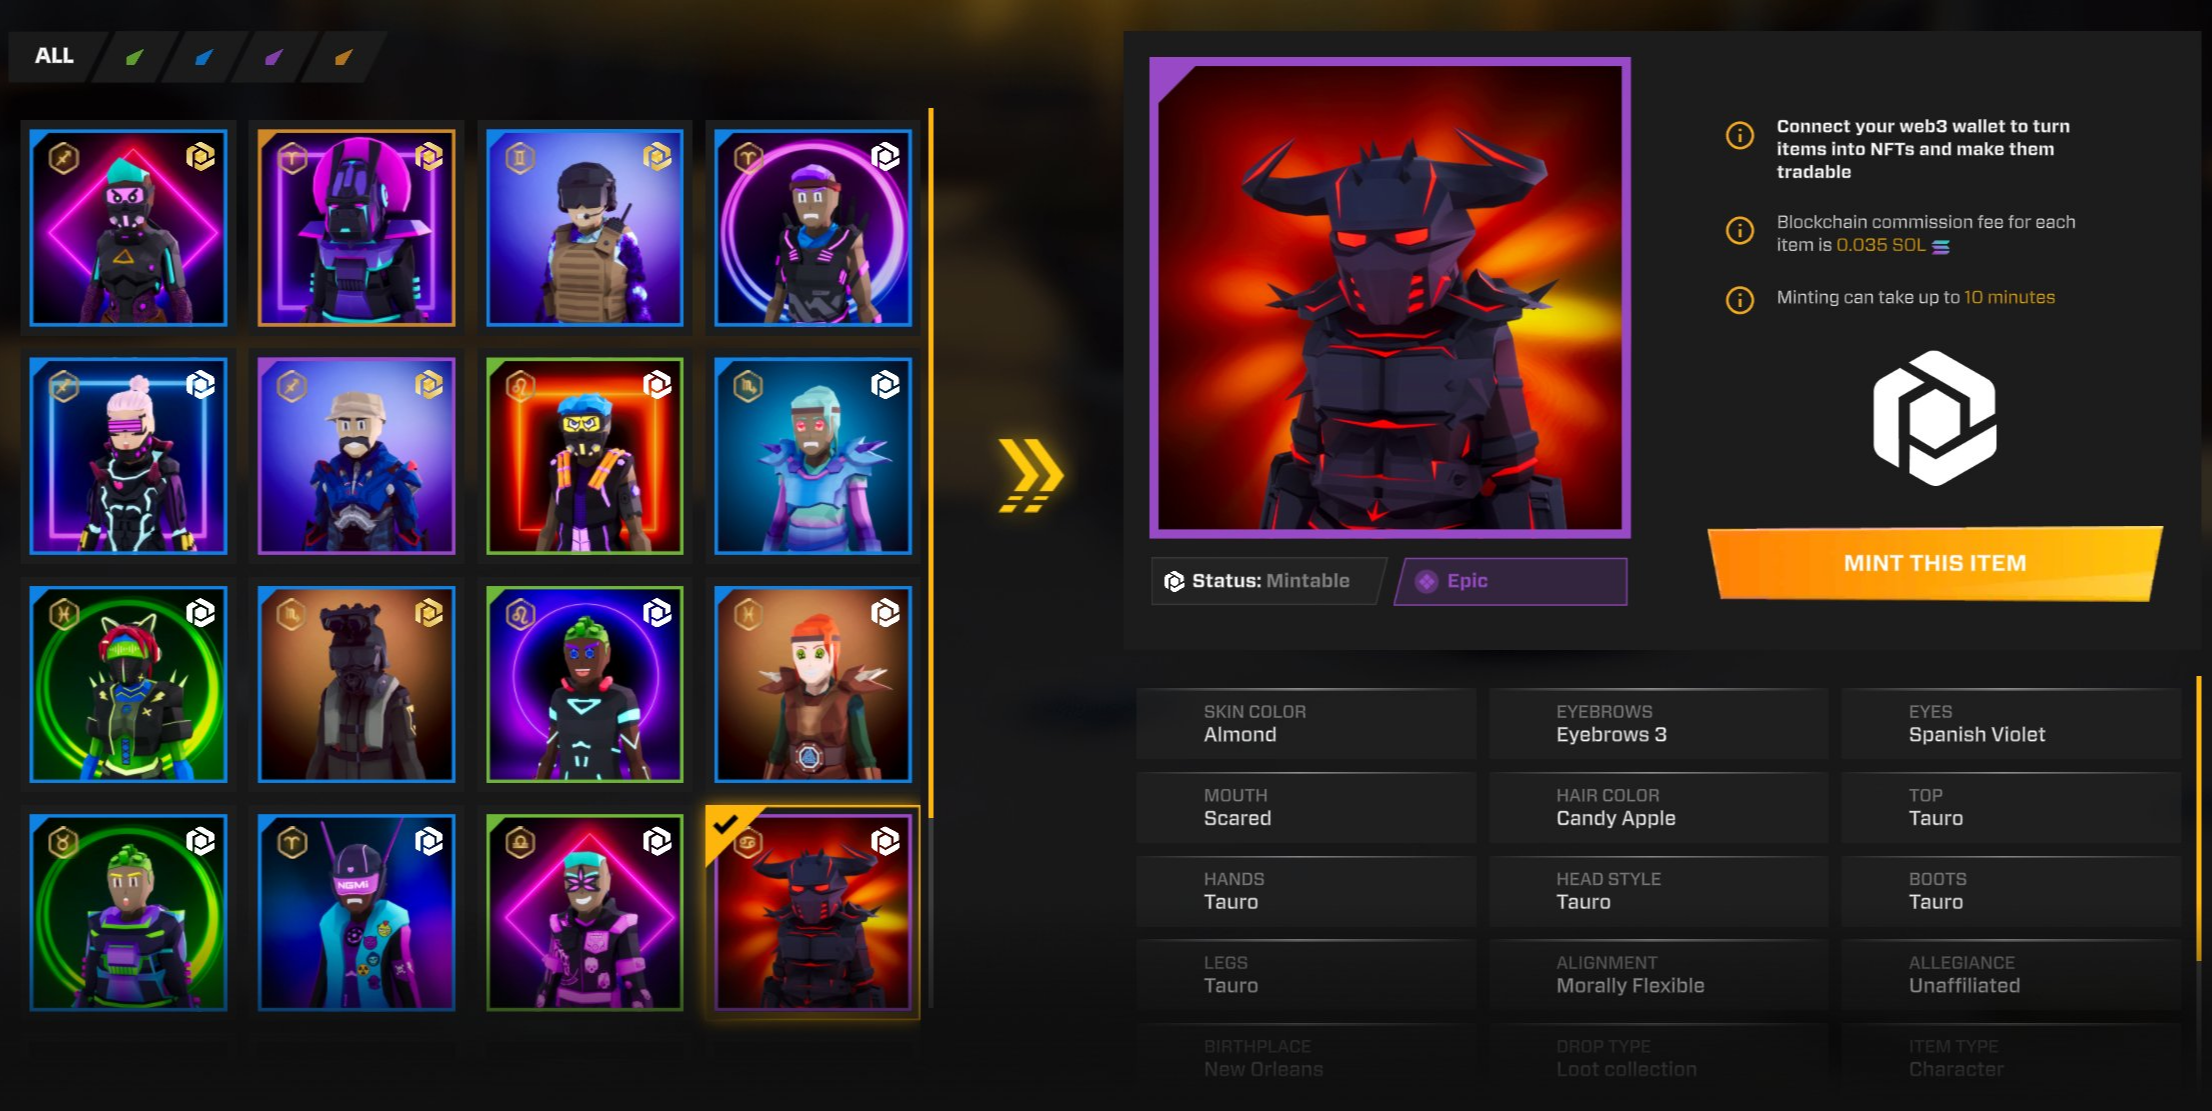 ALL
NGMi
Connect your web3 wallet to turn
items into NFTs and make them
tradable
Blockchain commission fee for each
item is 0.035 SOL
Minting can take up to 10 minutes
Status: Mintable
Epic
MINT THIS ITEM
SKIN COLOR
Almond
EYEBROWS
Eyebrows 3
EYES
Spanish Violet
MOUTH
Scared
HAIR COLOR
Candy Apple
TOP
Tauro
HANDS
Tauro
HEAD STYLE
Tauro
BOOTS
Tauro
LEGS
Tauro
ALIGNMENT
Morally Flexible
ALLEGIANCE
Unaffiliated
BIRTHPLACE
New Orleans
DROP TYPE
Loot collection
ITEM TYPE
Character